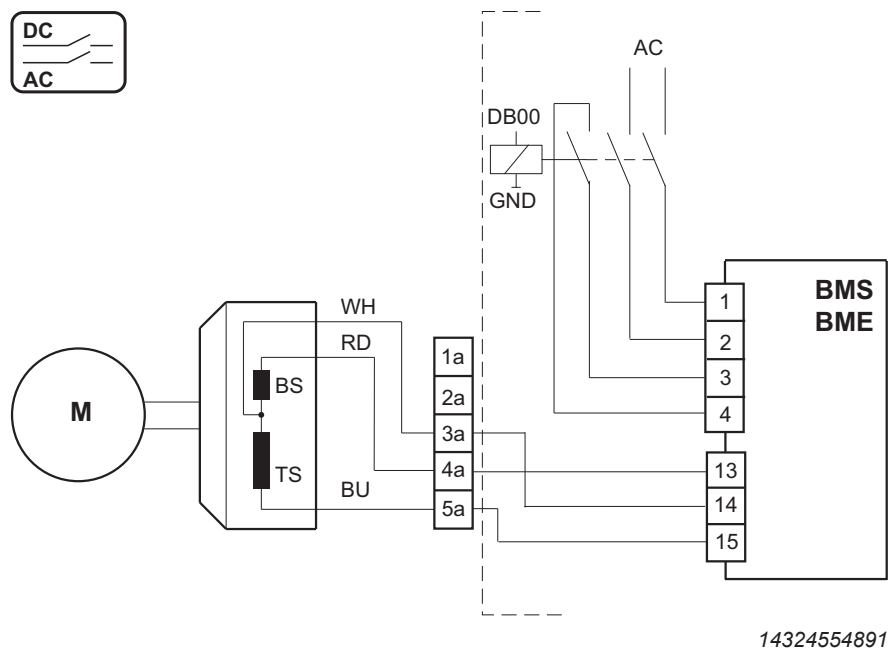 DC
AC
AC
DB00
GND
BMS
BME
1
2
3
4
13
14
15
WH
RD
BS
TS
BU
1a
2a
3a
4a
5a
M
14324554891